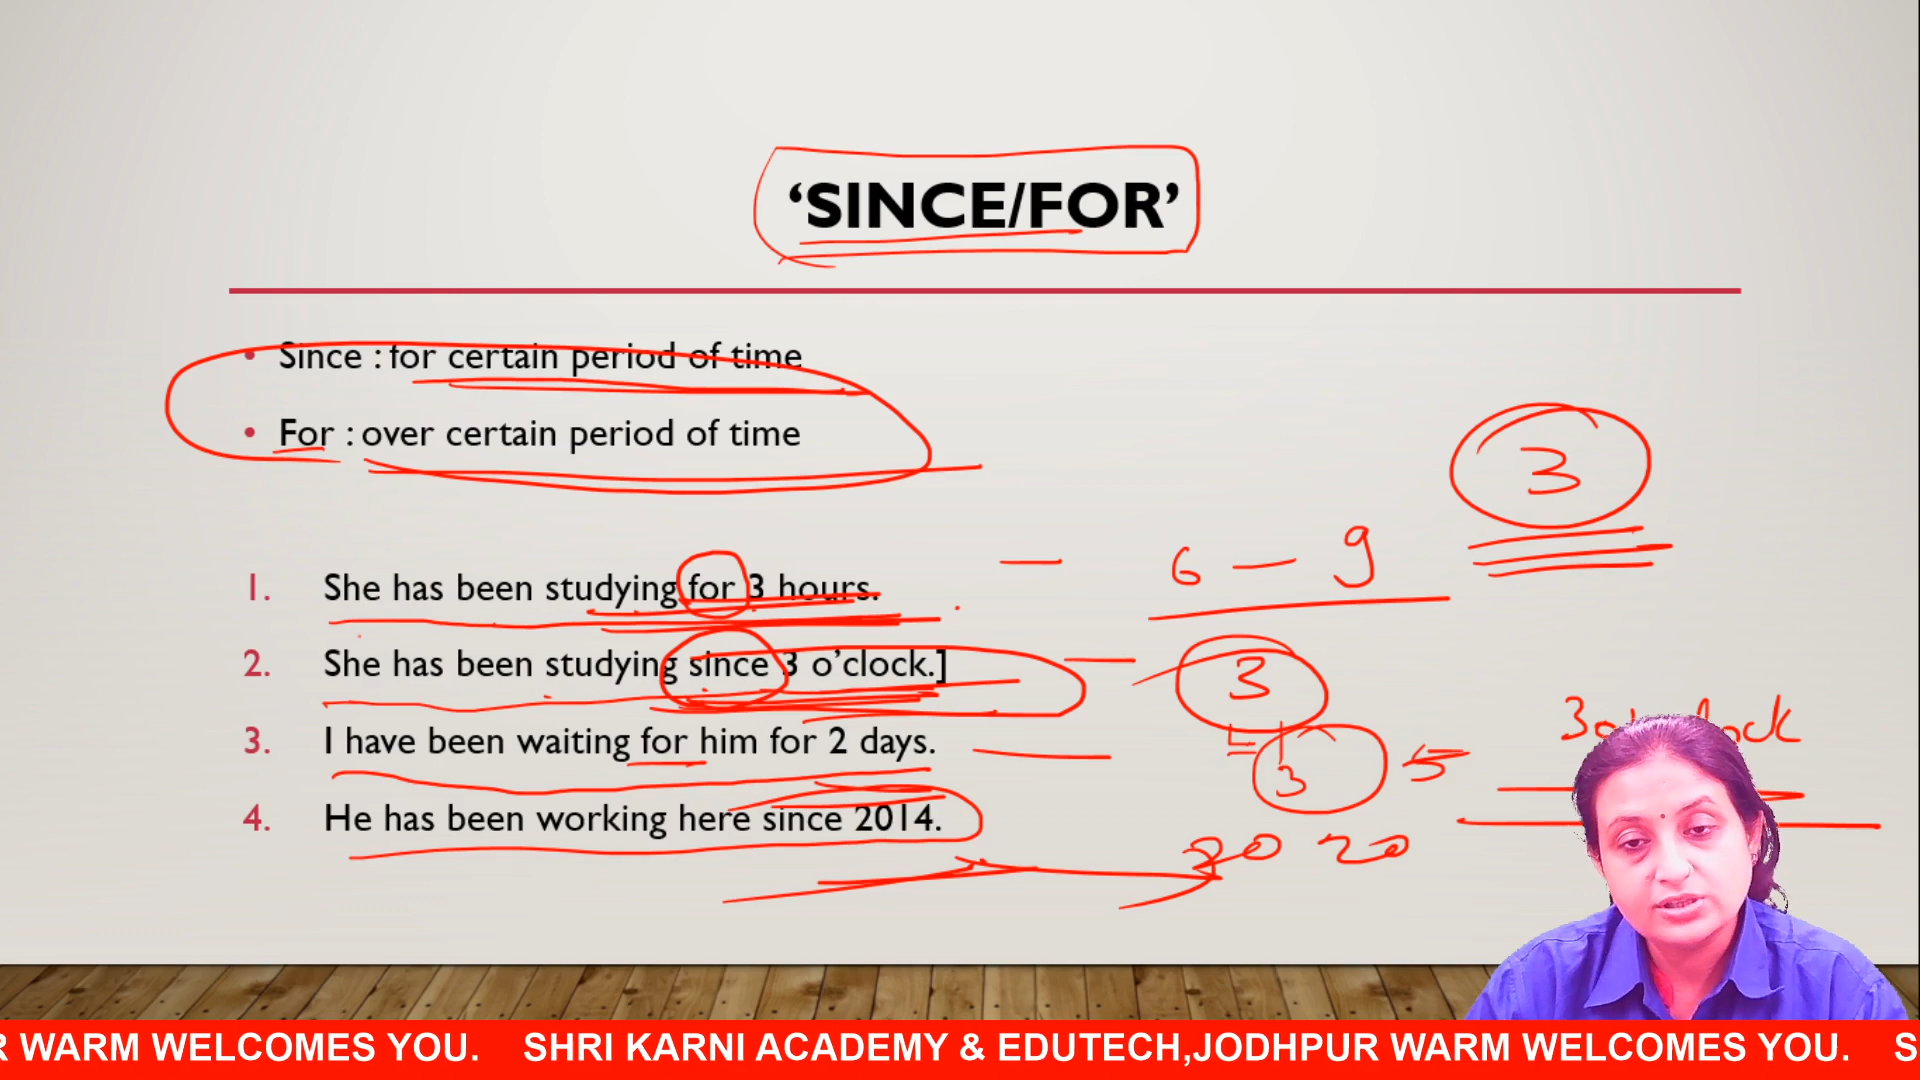 ‘SINCE/FOR’
• Since : for certain period of time
• For : over certain period of time
3
6 — 9
1. She has been studying for 3 hours.
2. She has been studying since 3 o’clock.]
3
3. I have been waiting for him for 2 days.
3 5
4. He has been working here since 2014.
2020
R WARM WELCOMES YOU. SHRI KARNI ACADEMY & EDUTECH,JODHPUR WARM WELCOMES YOU. S